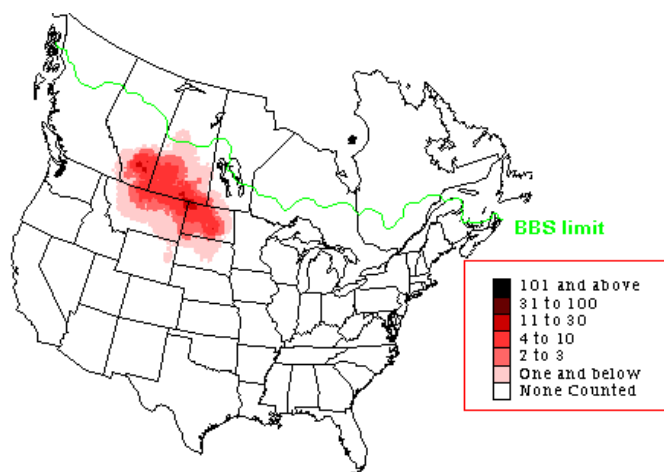 BBS limit
101 and above
31 to 100
11 to 30
4 to 10
2 to 3
One and below
None Counted